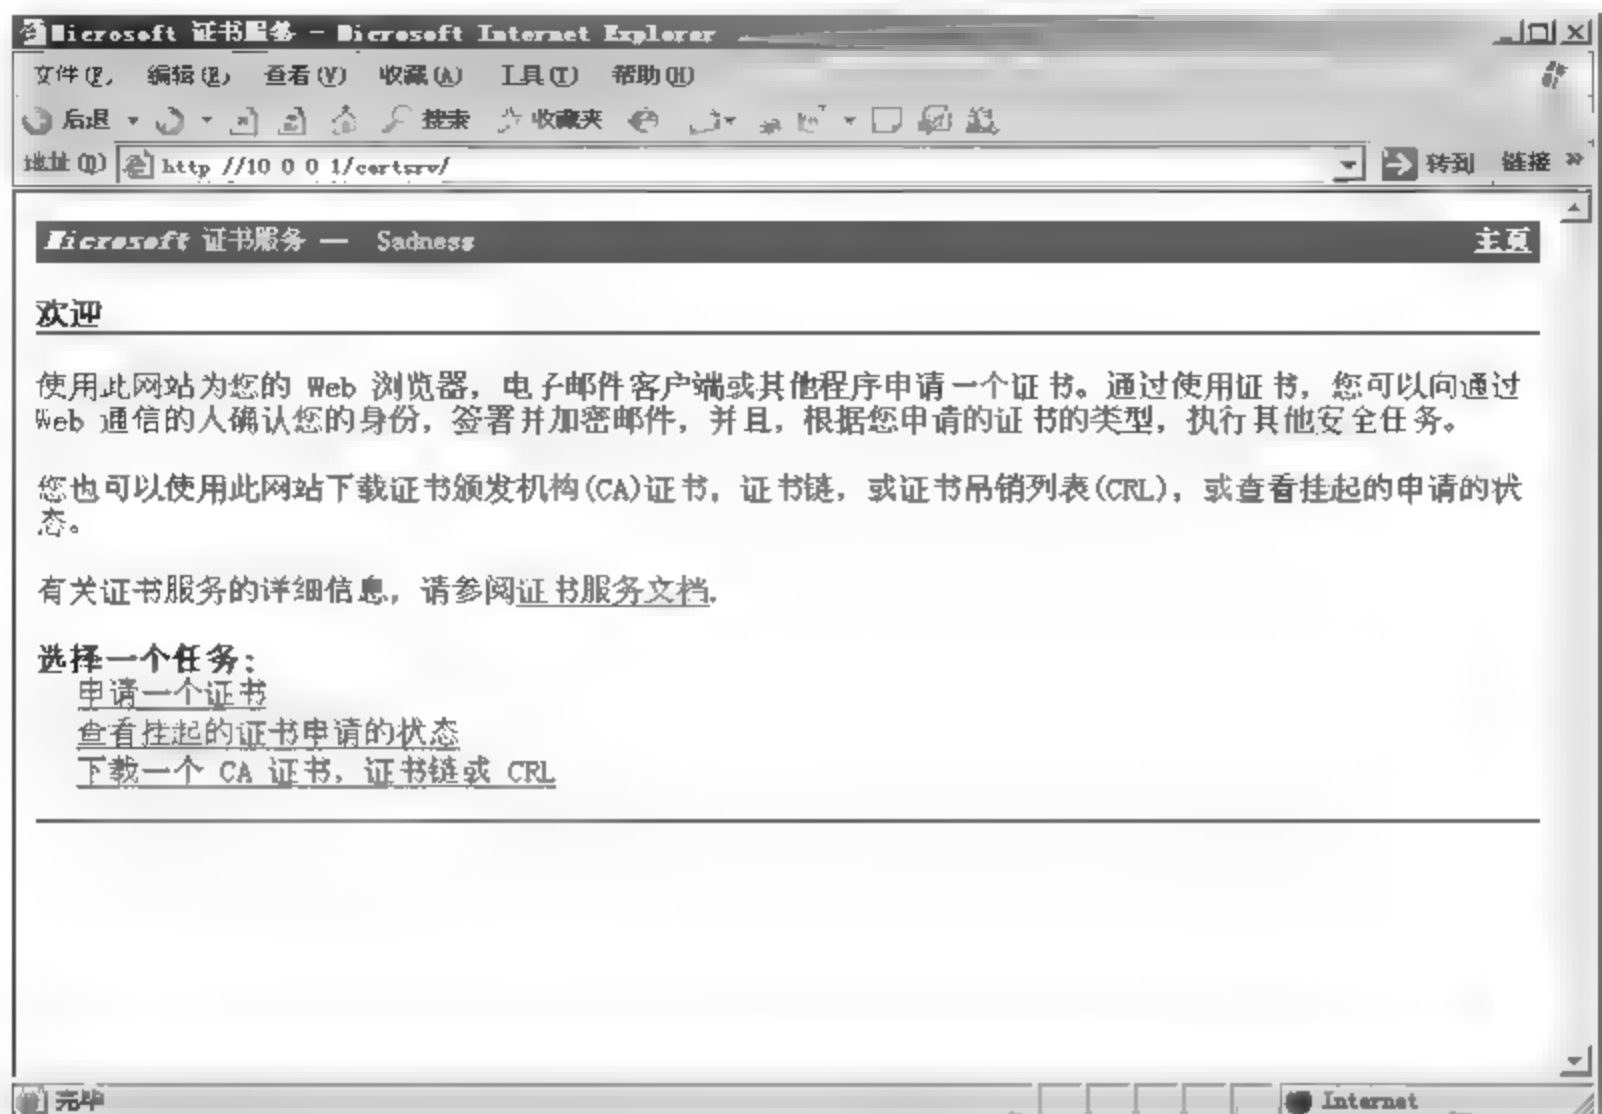 Microsoft 证书服务 - Microsoft Internet Explorer
文件(F) 编辑(E) 查看(V) 收藏(A) 工具(T) 帮助(H)
后退 搜索 收藏夹
地址(D) http //10 0 0 1/certsrv/ 转到 链接 »
Microsoft 证书服务 — Sadness 主页
欢迎
使用此网站为您的 Web 浏览器，电子邮件客户端或其他程序申请一个证书。通过使用证书，您可以向通过
Web 通信的人确认您的身份，签署并加密邮件，并且，根据您申请的证书的类型，执行其他安全任务。
您也可以使用此网站下载证书颁发机构(CA)证书，证书链，或证书吊销列表(CRL)，或查看挂起的申请的状
态。
有关证书服务的详细信息，请参阅证书服务文档.
选择一个任务:
申请一个证书
查看挂起的证书申请的状态
下载一个 CA 证书，证书链或 CRL
完毕 Internet